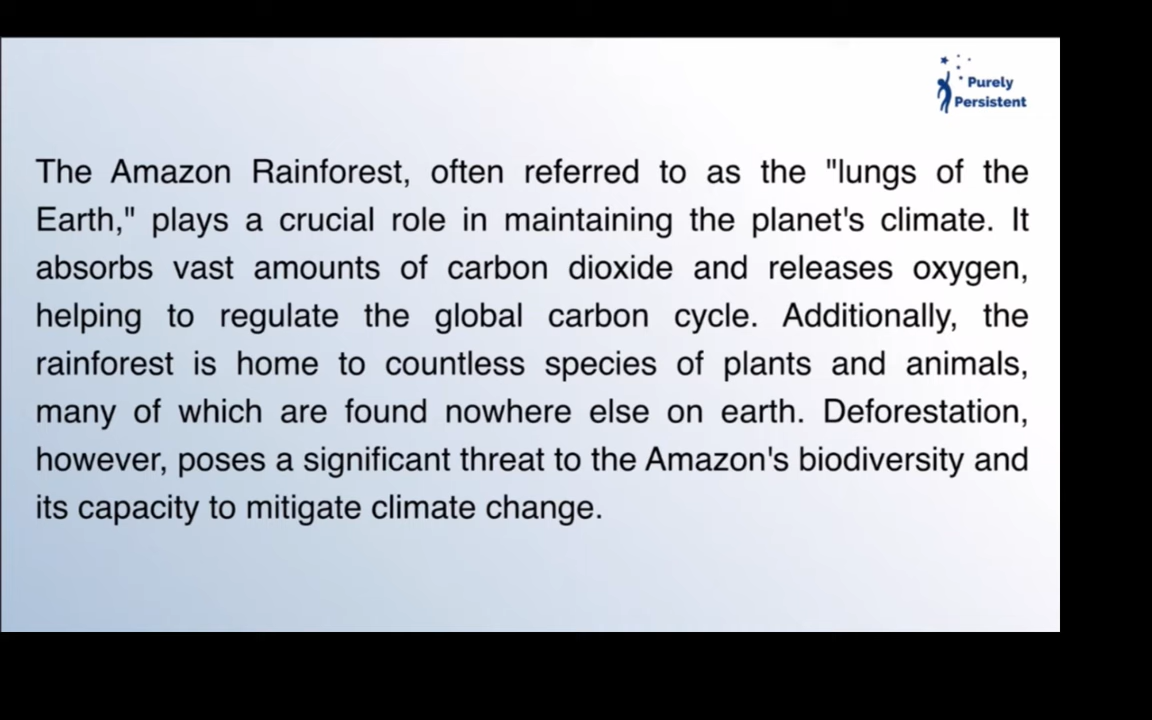 Purely
Persistent
The Amazon Rainforest, often referred to as the "lungs of the
Earth," plays a crucial role in maintaining the planet's climate. It
absorbs vast amounts of carbon dioxide and releases oxygen,
helping to regulate the global carbon cycle. Additionally, the
rainforest is home to countless species of plants and animals,
many of which are found nowhere else on earth. Deforestation,
however, poses a significant threat to the Amazon's biodiversity and
its capacity to mitigate climate change.